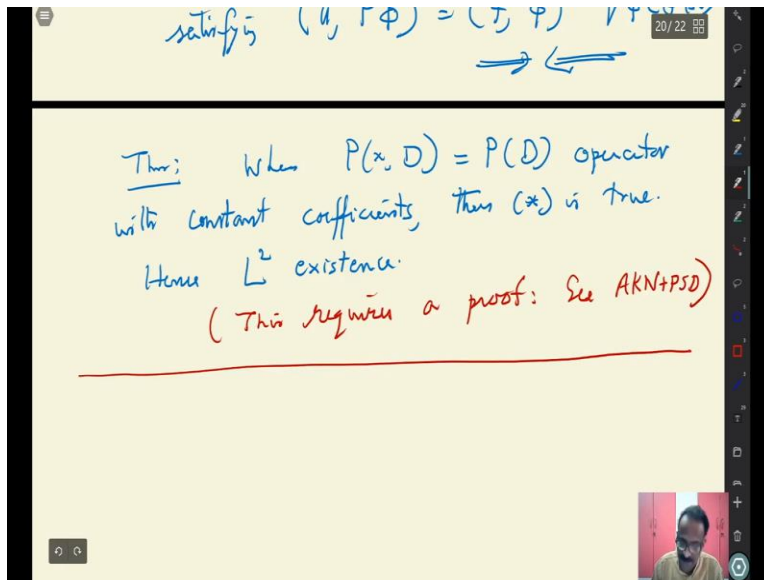 satisfying (u, PΦ) = (f, φ)
20/22
Thm: When P(x, D) = P(D) operator
with constant coefficients, then (*) is true.
Hence L² existence.
(This requires a proof: See AKN+PSD)